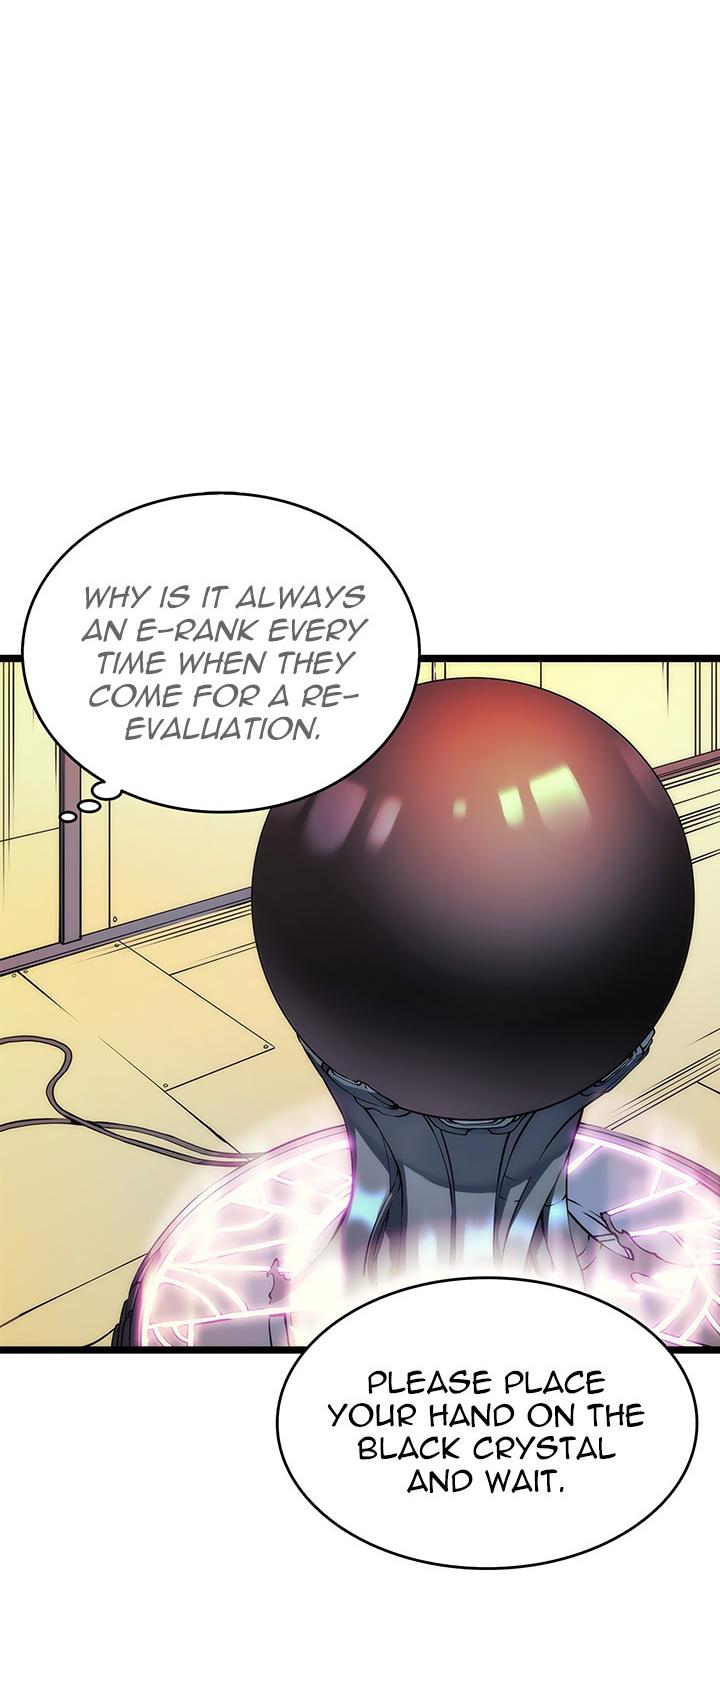 WHY IS IT ALWAYS
AN E-RANK EVERY
TIME WHEN THEY
COME FOR A RE-
EVALUATION.
PLEASE PLACE
YOUR HAND ON THE
BLACK CRYSTAL
AND WAIT.